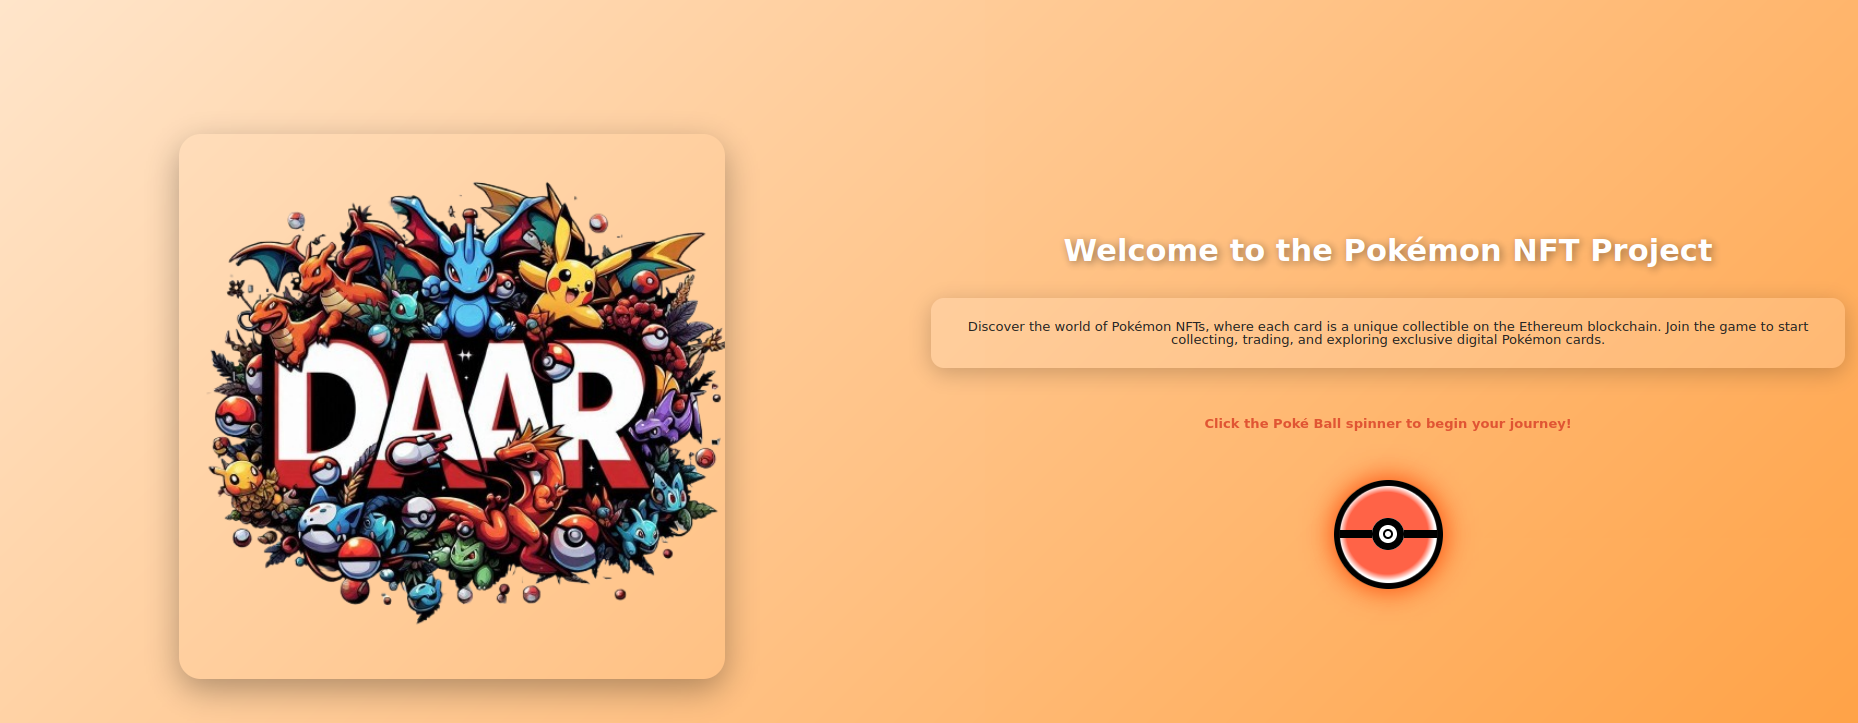 DAAR
Welcome to the Pokémon NFT Project
Discover the world of Pokémon NFTs, where each card is a unique collectible on the Ethereum blockchain. Join the game to start
collecting, trading, and exploring exclusive digital Pokémon cards.
Click the Poké Ball spinner to begin your journey!